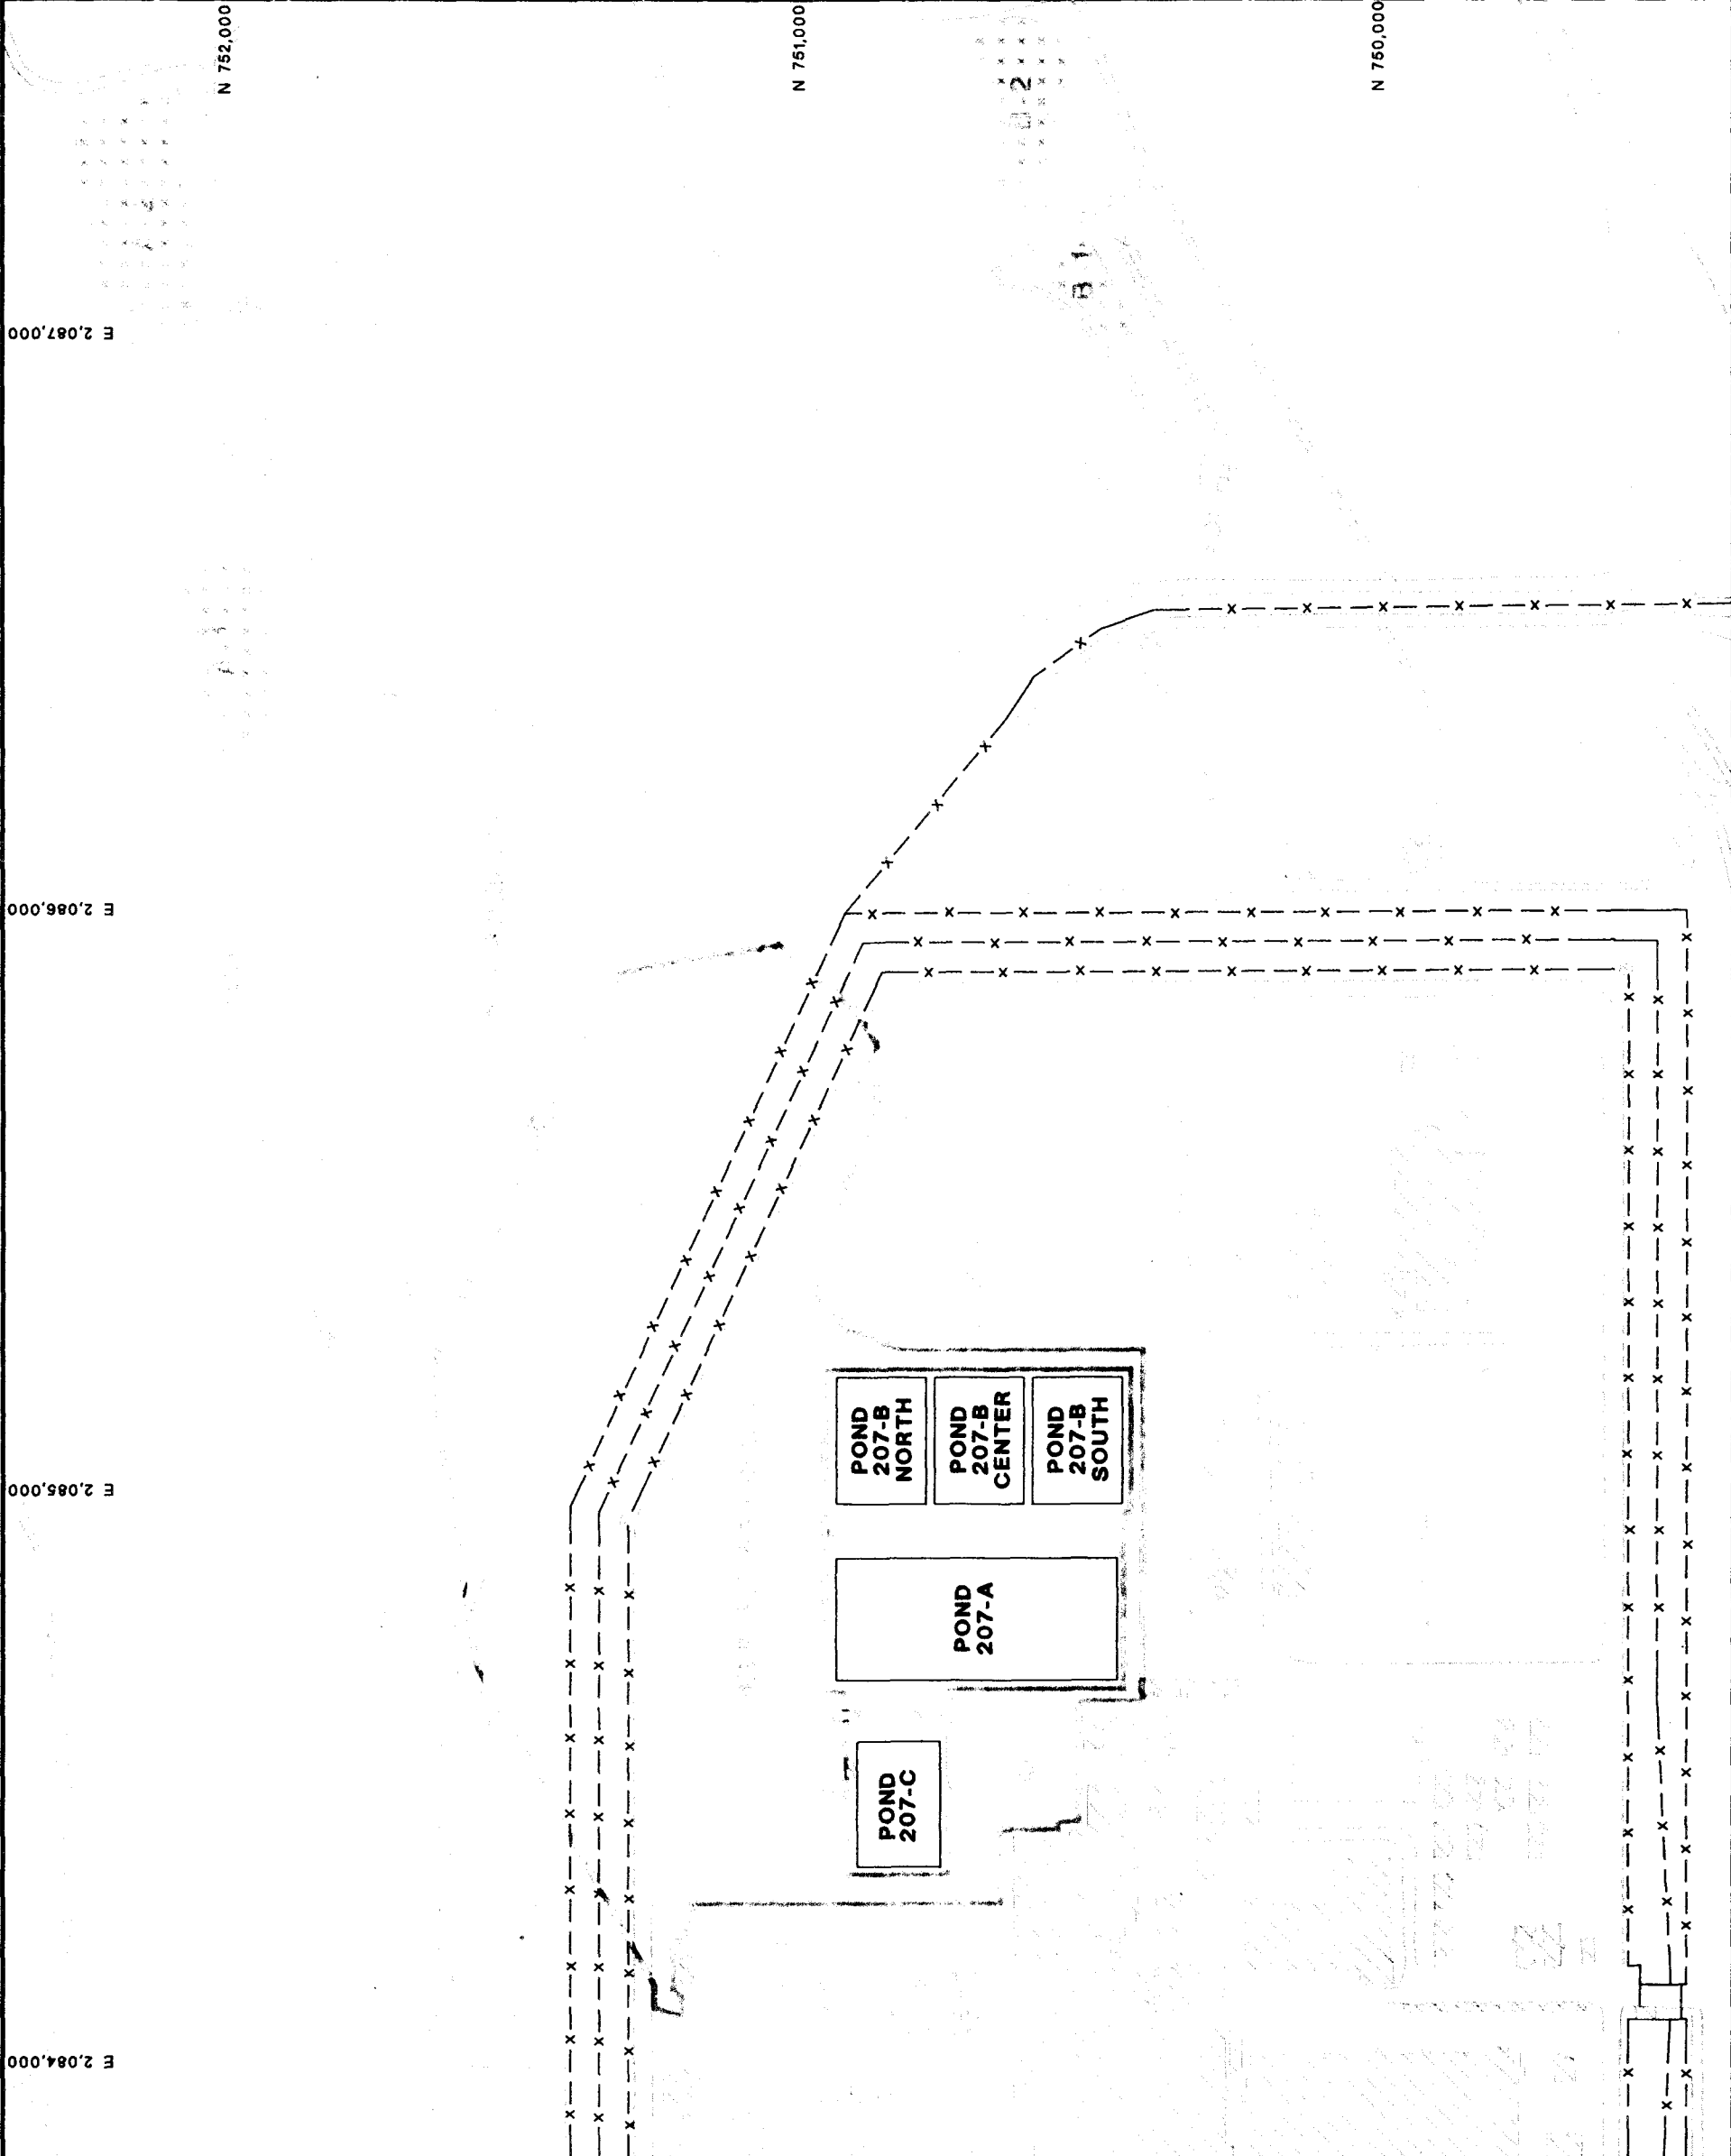 N 752,000
N 751,000
N 750,000
E 2,087,000
E 2,086,000
E 2,085,000
E 2,084,000
POND
207-B
NORTH
POND
207-B
CENTER
POND
207-B
SOUTH
POND
207-A
POND
207-C